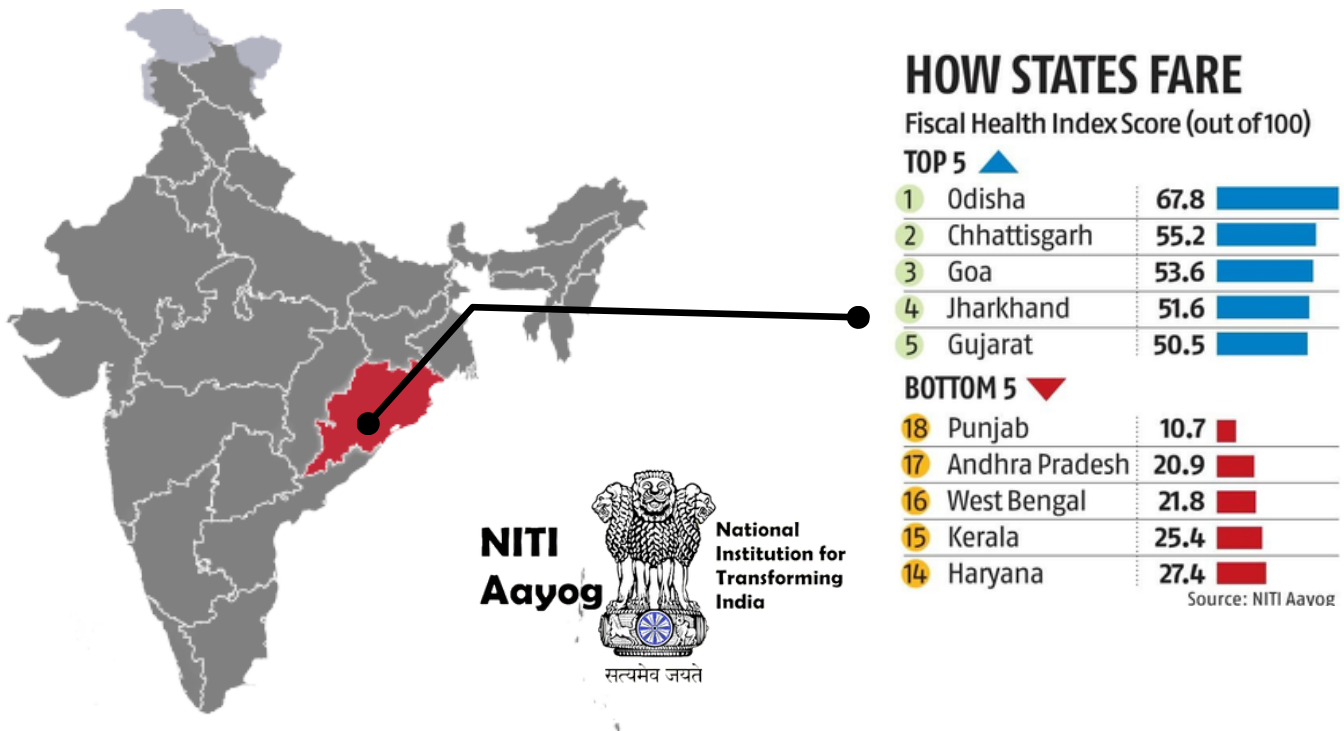 HOW STATES FARE
Fiscal Health Index Score (out of 100)
TOP 5
1 Odisha 67.8
2 Chhattisgarh 55.2
3 Goa 53.6
4 Jharkhand 51.6
5 Gujarat 50.5
BOTTOM 5
18 Punjab 10.7
17 Andhra Pradesh 20.9
16 West Bengal 21.8
15 Kerala 25.4
14 Haryana 27.4
Source: NITI Aayog
NITI
Aayog
National
Institution for
Transforming
India
सत्यमेव जयते